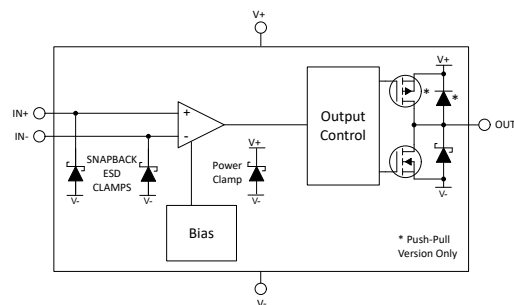 V+
IN+
IN-
+
-
SNAPBACK
ESD
CLAMPS
V-
V-
Bias
V+
Power
Clamp
V-
Output
Control
V+
*
*
OUT
V-
* Push-Pull
Version Only
V-